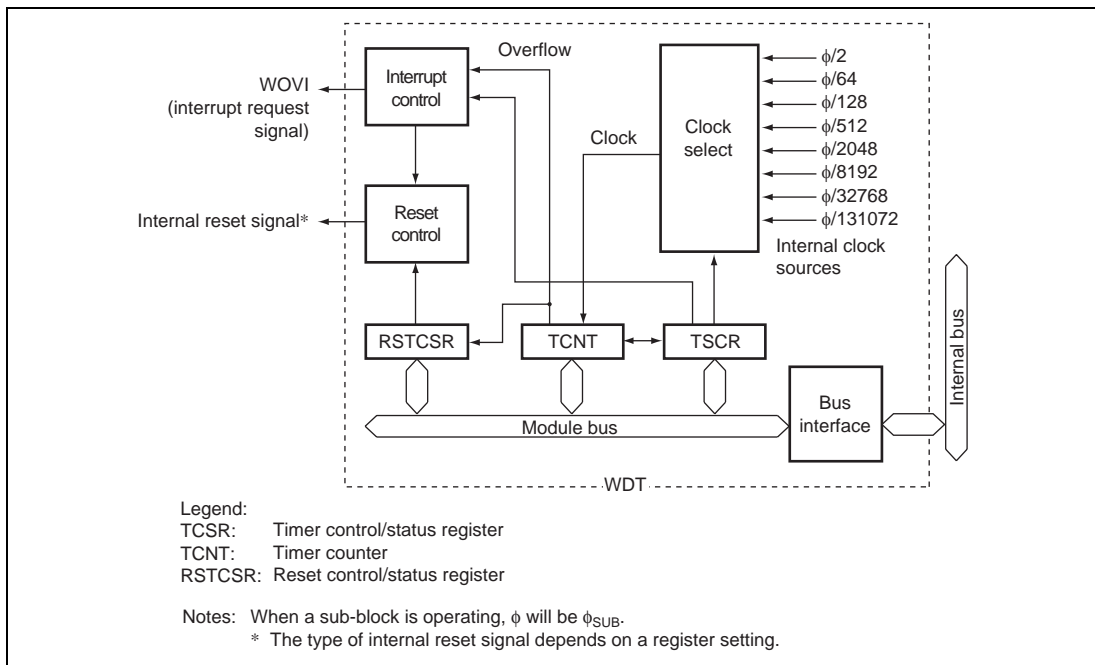 Overflow
Interrupt
control
WOVI
(interrupt request
signal)
Reset
control
Internal reset signal*
Clock
Clock
select
ϕ/2
ϕ/64
ϕ/128
ϕ/512
ϕ/2048
ϕ/8192
ϕ/32768
ϕ/131072
Internal clock
sources
RSTCSR
TCNT
TSCR
Module bus
Bus
interface
Internal bus
WDT
Legend:
TCSR: Timer control/status register
TCNT: Timer counter
RSTCSR: Reset control/status register
Notes: When a sub-block is operating, ϕ will be ϕSUB.
* The type of internal reset signal depends on a register setting.